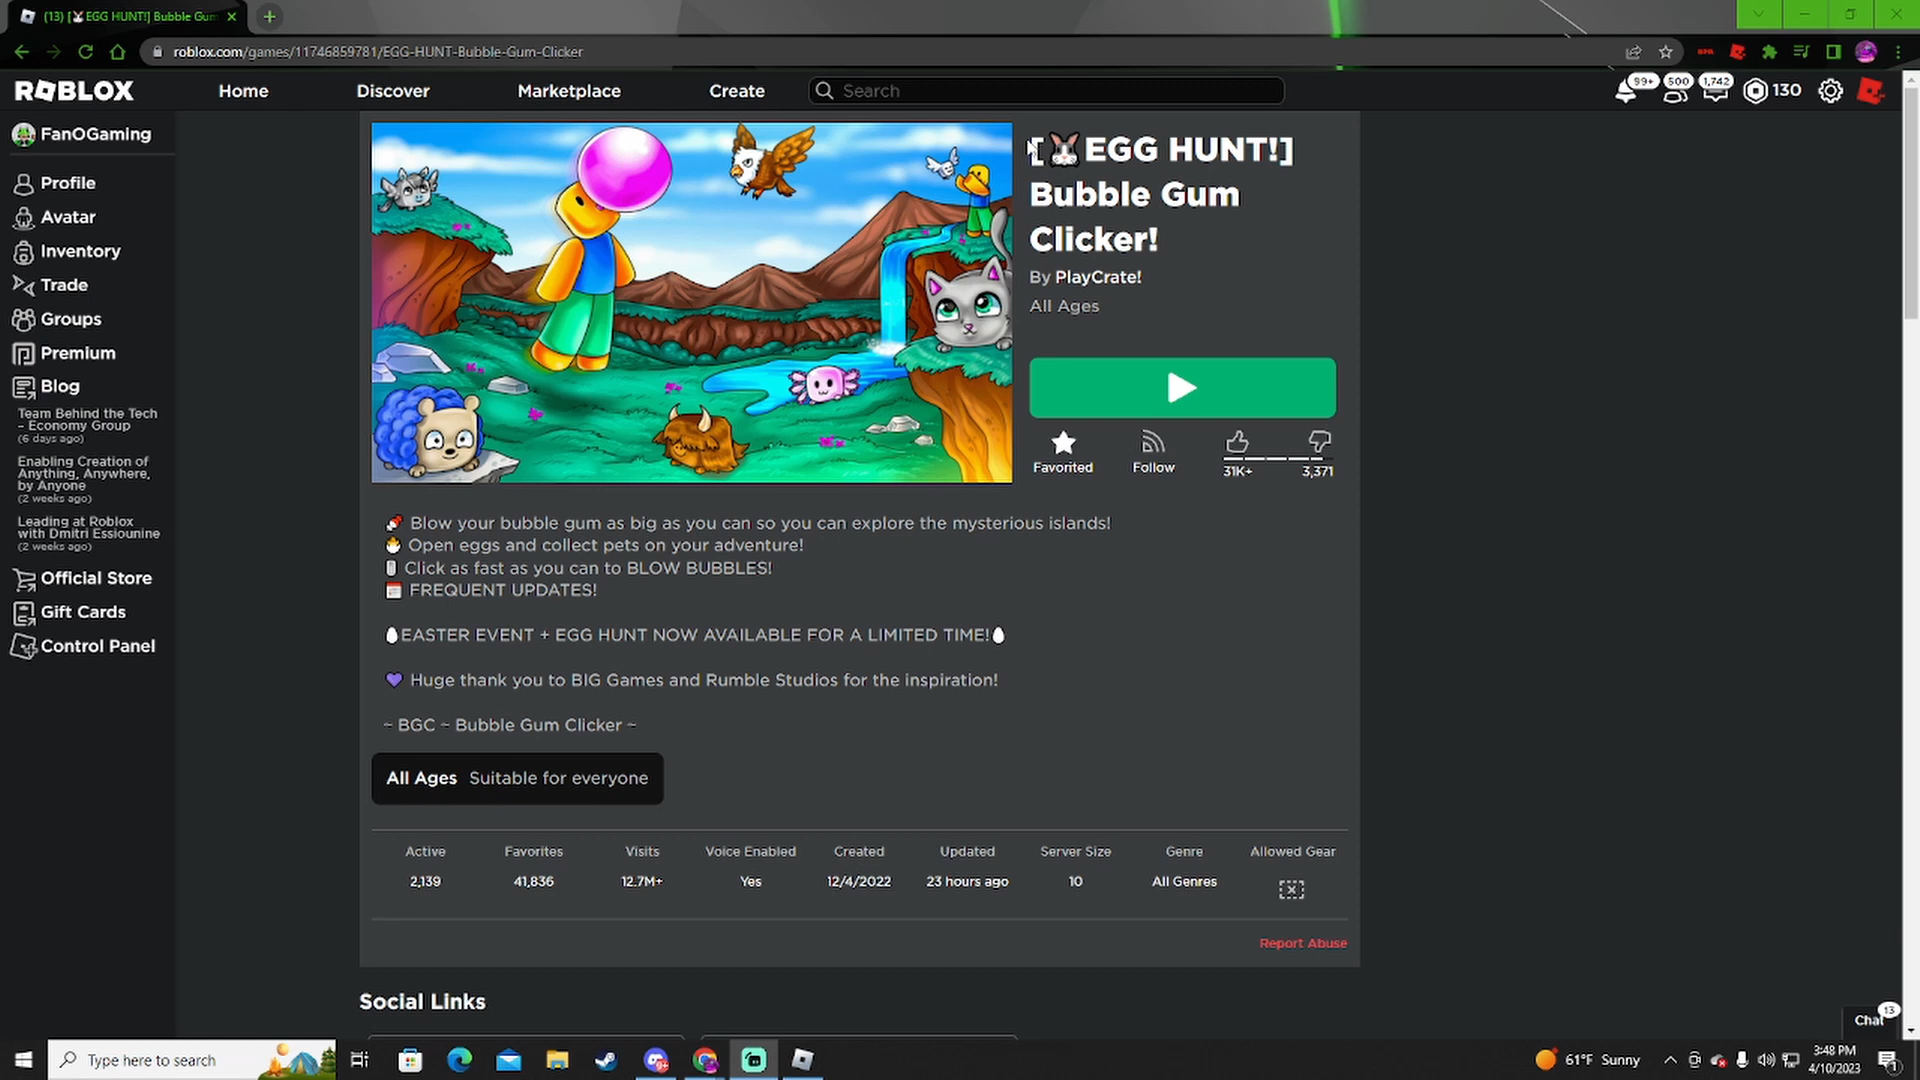 (13) [🐰EGG HUNT!] Bubble Gum
roblox.com/games/11746859781/EGG-HUNT-Bubble-Gum-Clicker
ROBLOX
Home
Discover
Marketplace
Create
Search
99+
500
1,742
130
FanOGaming
Profile
Avatar
Inventory
Trade
Groups
Premium
Blog
Team Behind the Tech
- Economy Group
(6 days ago)
Enabling Creation of
Anything, Anywhere,
by Anyone
(2 weeks ago)
Leading at Roblox
with Dmitri Essiounine
(2 weeks ago)
Official Store
Gift Cards
Control Panel
[🐰EGG HUNT!]
Bubble Gum
Clicker!
By PlayCrate!
All Ages
Favorited
Follow
31K+
3,371
Blow your bubble gum as big as you can so you can explore the mysterious islands!
Open eggs and collect pets on your adventure!
Click as fast as you can to BLOW BUBBLES!
FREQUENT UPDATES!
🥚EASTER EVENT + EGG HUNT NOW AVAILABLE FOR A LIMITED TIME!🥚
💜 Huge thank you to BIG Games and Rumble Studios for the inspiration!
~ BGC ~ Bubble Gum Clicker ~
All Ages Suitable for everyone
Active Favorites Visits Voice Enabled Created Updated Server Size Genre Allowed Gear
2,139 41,836 12.7M+ Yes 12/4/2022 23 hours ago 10 All Genres
Report Abuse
Social Links
Chat
13
Type here to search
61°F Sunny
3:48 PM
4/10/2023
1